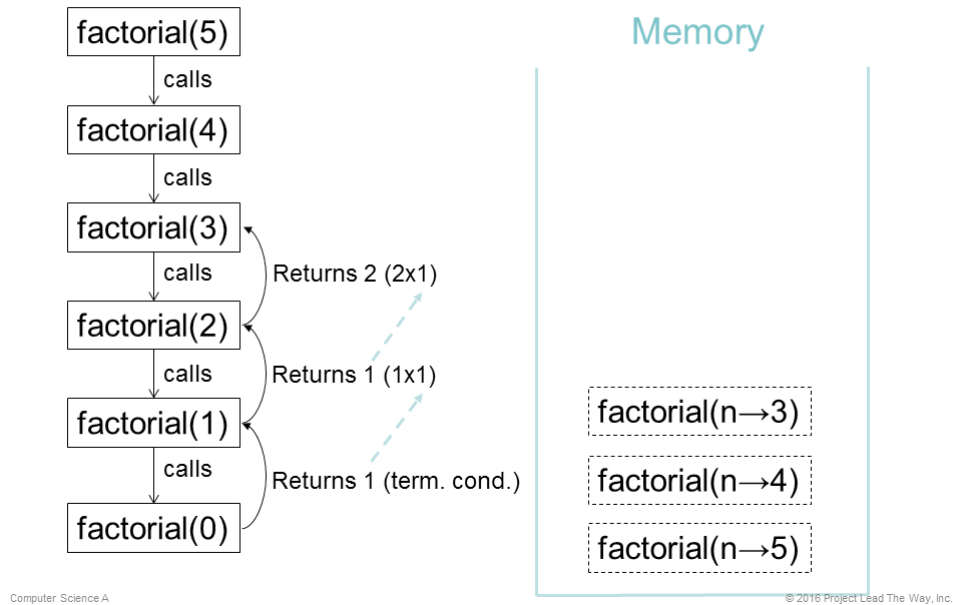 factorial(5)
calls
factorial(4)
calls
factorial(3)
calls
Returns 2 (2x1)
factorial(2)
calls
Returns 1 (1x1)
factorial(1)
calls
Returns 1 (term. cond.)
factorial(0)
Memory
factorial(n→3)
factorial(n→4)
factorial(n→5)
Computer Science A
© 2016 Project Lead The Way, Inc.